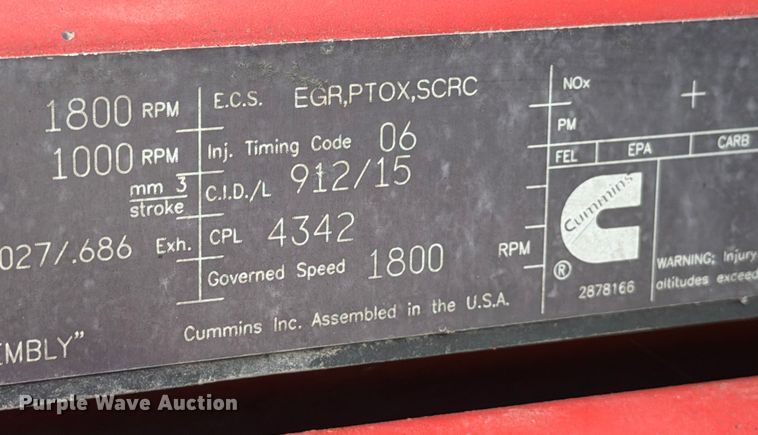 1800 RPM
1000 RPM
mm 3
stroke
027/.686 Exh.
EMBLY"
E.C.S. EGR,PTOX,SCRC
Inj. Timing Code 06
C.I.D./L 912/15
CPL 4342
Governed Speed 1800 RPM
Cummins Inc. Assembled in the U.S.A.
NOx +
PM
FEL EPA CARB
Cummins
®
2878166
WARNING; Injury
altitudes exceed
Purple Wave Auction